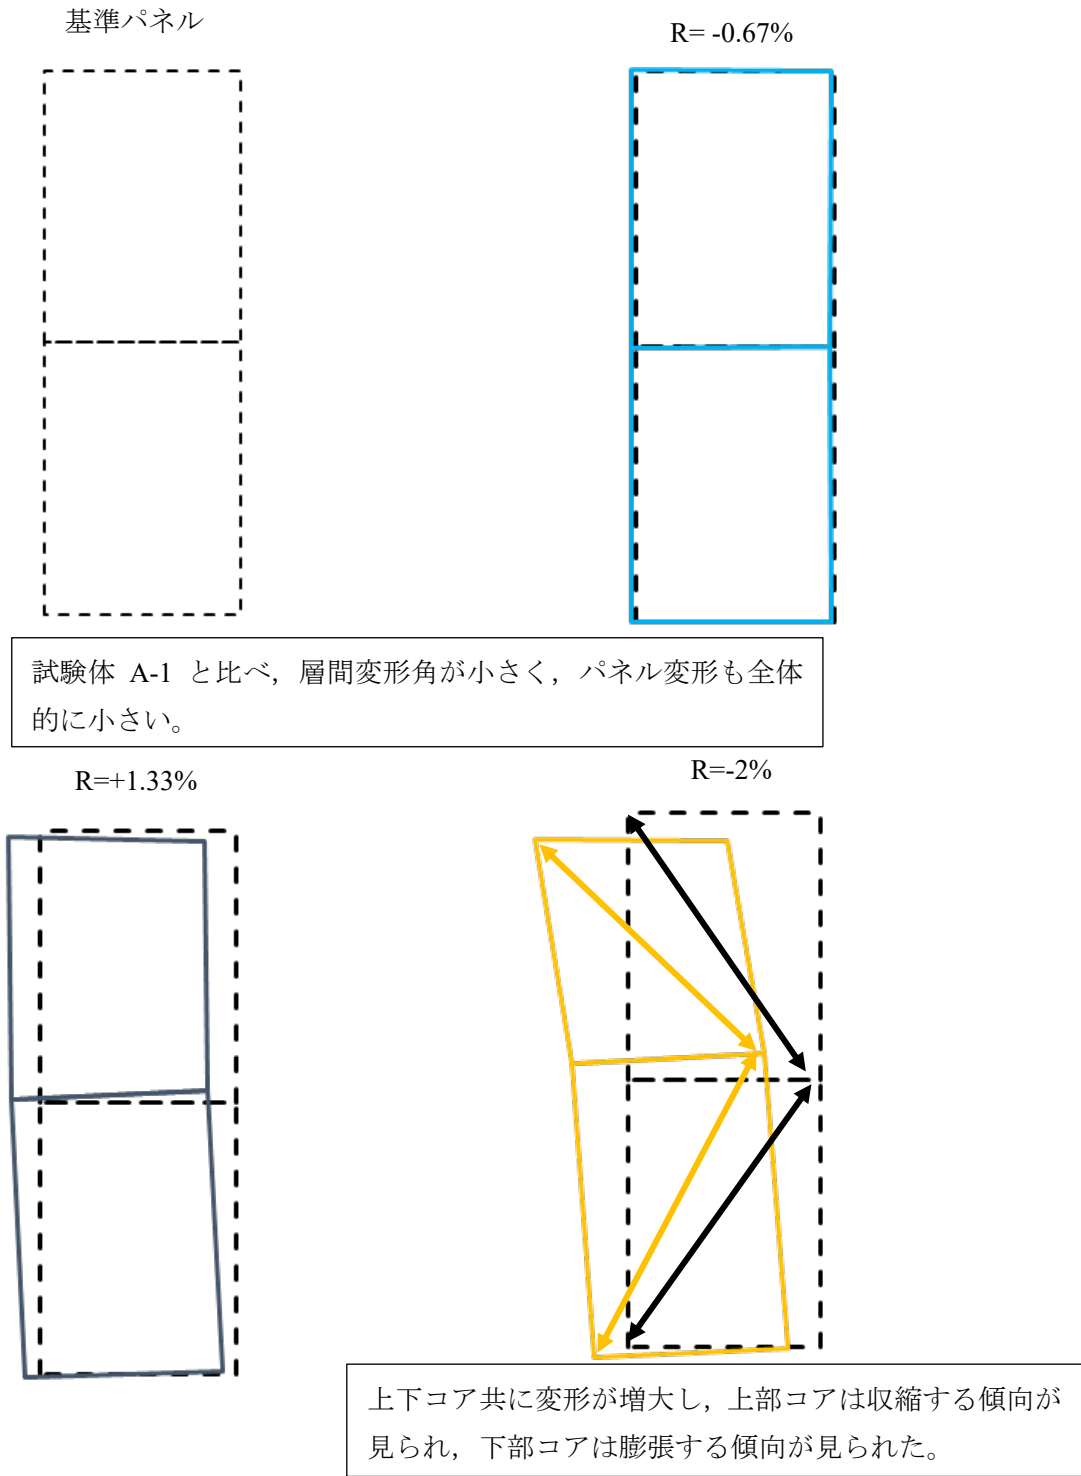 基準パネル
R= -0.67%
試験体 A-1 と比べ，層間変形角が小さく，パネル変形も全体
的に小さい。
R=+1.33%
R=-2%
上下コア共に変形が増大し，上部コアは収縮する傾向が
見られ，下部コアは膨張する傾向が見られた。